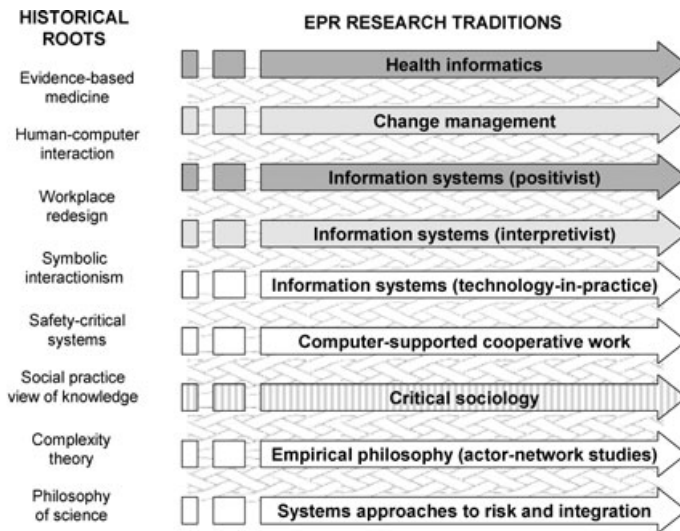 HISTORICAL
ROOTS
EPR RESEARCH TRADITIONS
Evidence-based
medicine
Human-computer
interaction
Workplace
redesign
Symbolic
interactionism
Safety-critical
systems
Social practice
view of knowledge
Complexity
theory
Philosophy
of science
Health informatics
Change management
Information systems (positivist)
Information systems (interpretivist)
Information systems (technology-in-practice)
Computer-supported cooperative work
Critical sociology
Empirical philosophy (actor-network studies)
Systems approaches to risk and integration